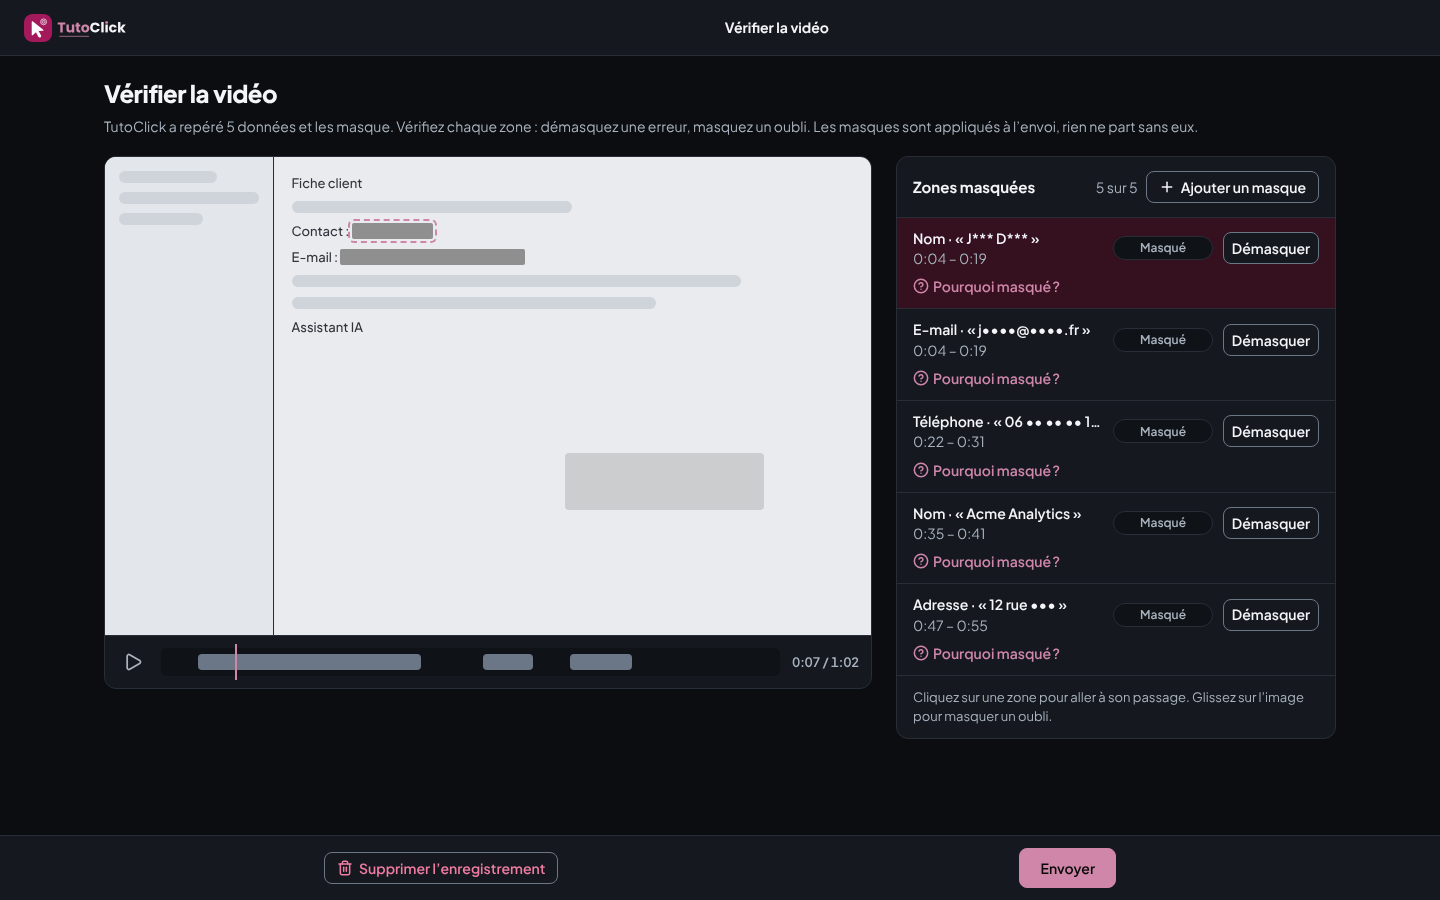 TutoClick
Vérifier la vidéo
Vérifier la vidéo
TutoClick a repéré 5 données et les masque. Vérifiez chaque zone : démasquez une erreur, masquez un oubli. Les masques sont appliqués à l’envoi, rien ne part sans eux.
Fiche client
Contact :
E-mail :
Assistant IA
0:07 / 1:02
Zones masquées
5 sur 5
Ajouter un masque
Nom · « J*** D*** »
0:04 – 0:19
Masqué
Démasquer
Pourquoi masqué ?
E-mail · « j••••@••••.fr »
0:04 – 0:19
Masqué
Démasquer
Pourquoi masqué ?
Téléphone · « 06 •• •• •• 1…
0:22 – 0:31
Masqué
Démasquer
Pourquoi masqué ?
Nom · « Acme Analytics »
0:35 – 0:41
Masqué
Démasquer
Pourquoi masqué ?
Adresse · « 12 rue ••• »
0:47 – 0:55
Masqué
Démasquer
Pourquoi masqué ?
Cliquez sur une zone pour aller à son passage. Glissez sur l’image
pour masquer un oubli.
Supprimer l’enregistrement
Envoyer